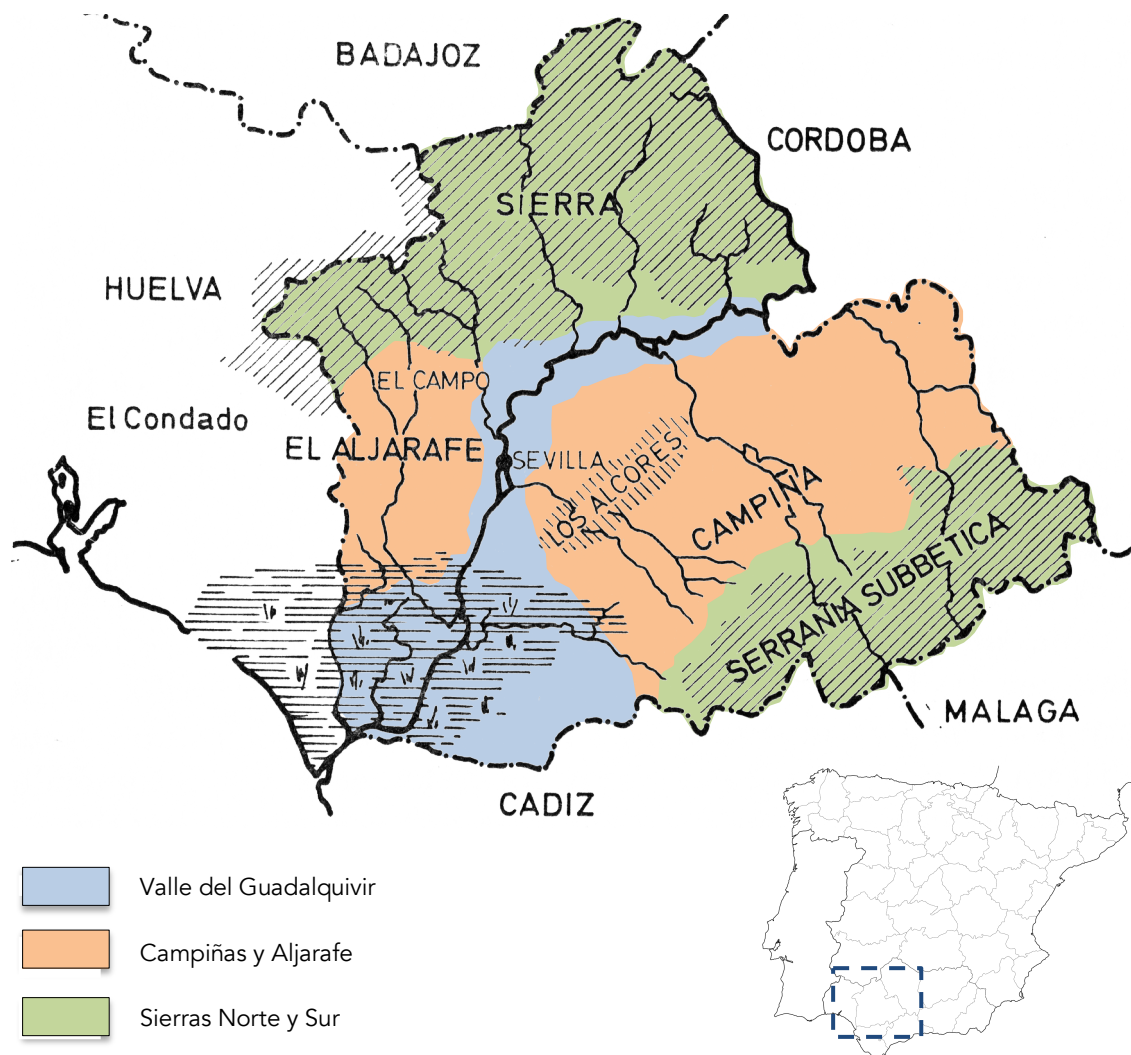 BADAJOZ
CORDOBA
SIERRA
HUELVA
EL CAMPO
El Condado
EL ALJARAFE
SEVILLA
LOS ALCORES
CAMPIÑA
SERRANIA SUBBETICA
MALAGA
CADIZ
Valle del Guadalquivir
Campiñas y Aljarafe
Sierras Norte y Sur